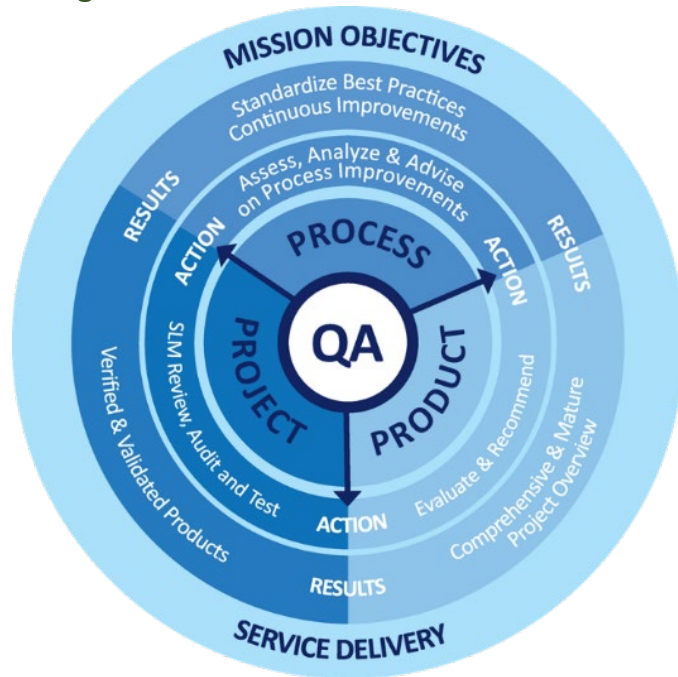 MISSION OBJECTIVES
Standardize Best Practices
Continuous Improvements
RESULTS
RESULTS
Assess, Analyze & Advise
on Process Improvements
ACTION
ACTION
PROCESS
QA
PROJECT
PRODUCT
SLM Review, Audit and Test
Verified & Validated Products
Evaluate & Recommend
Comprehensive & Mature
Project Overview
ACTION
RESULTS
SERVICE DELIVERY